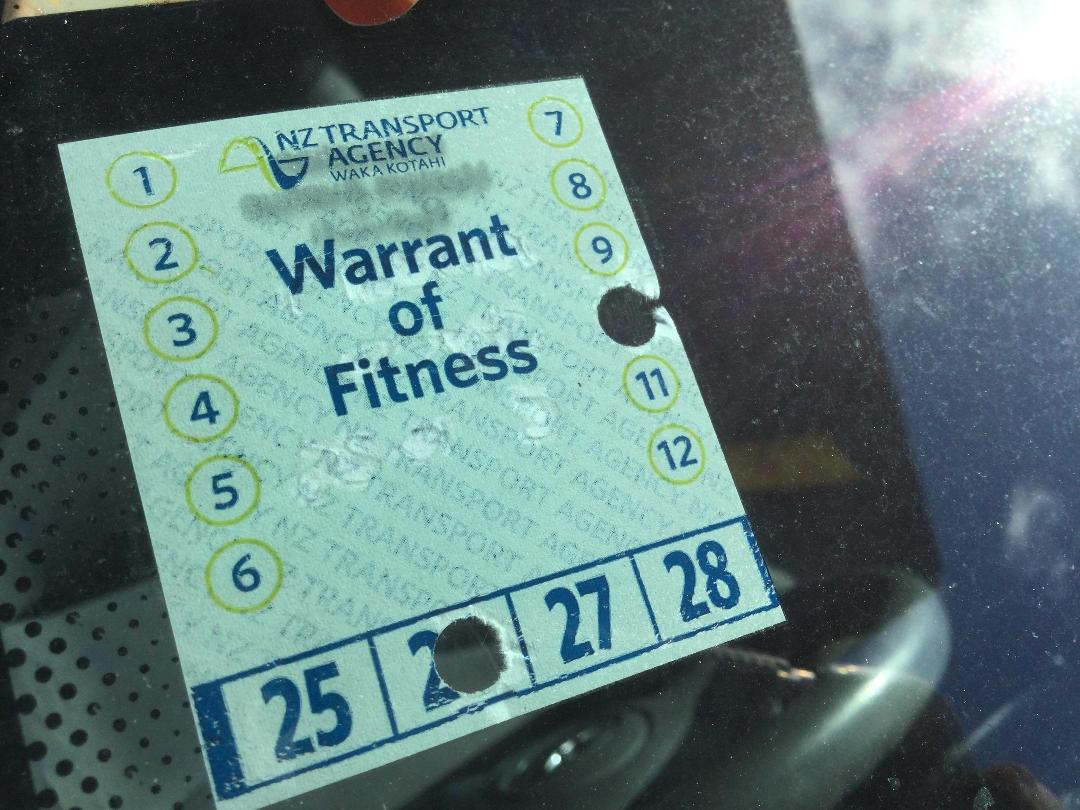 NZ TRANSPORT
AGENCY
WAKA KOTAHI
Warrant
of
Fitness
1
2
3
4
5
6
7
8
9
11
12
25 2 27 28